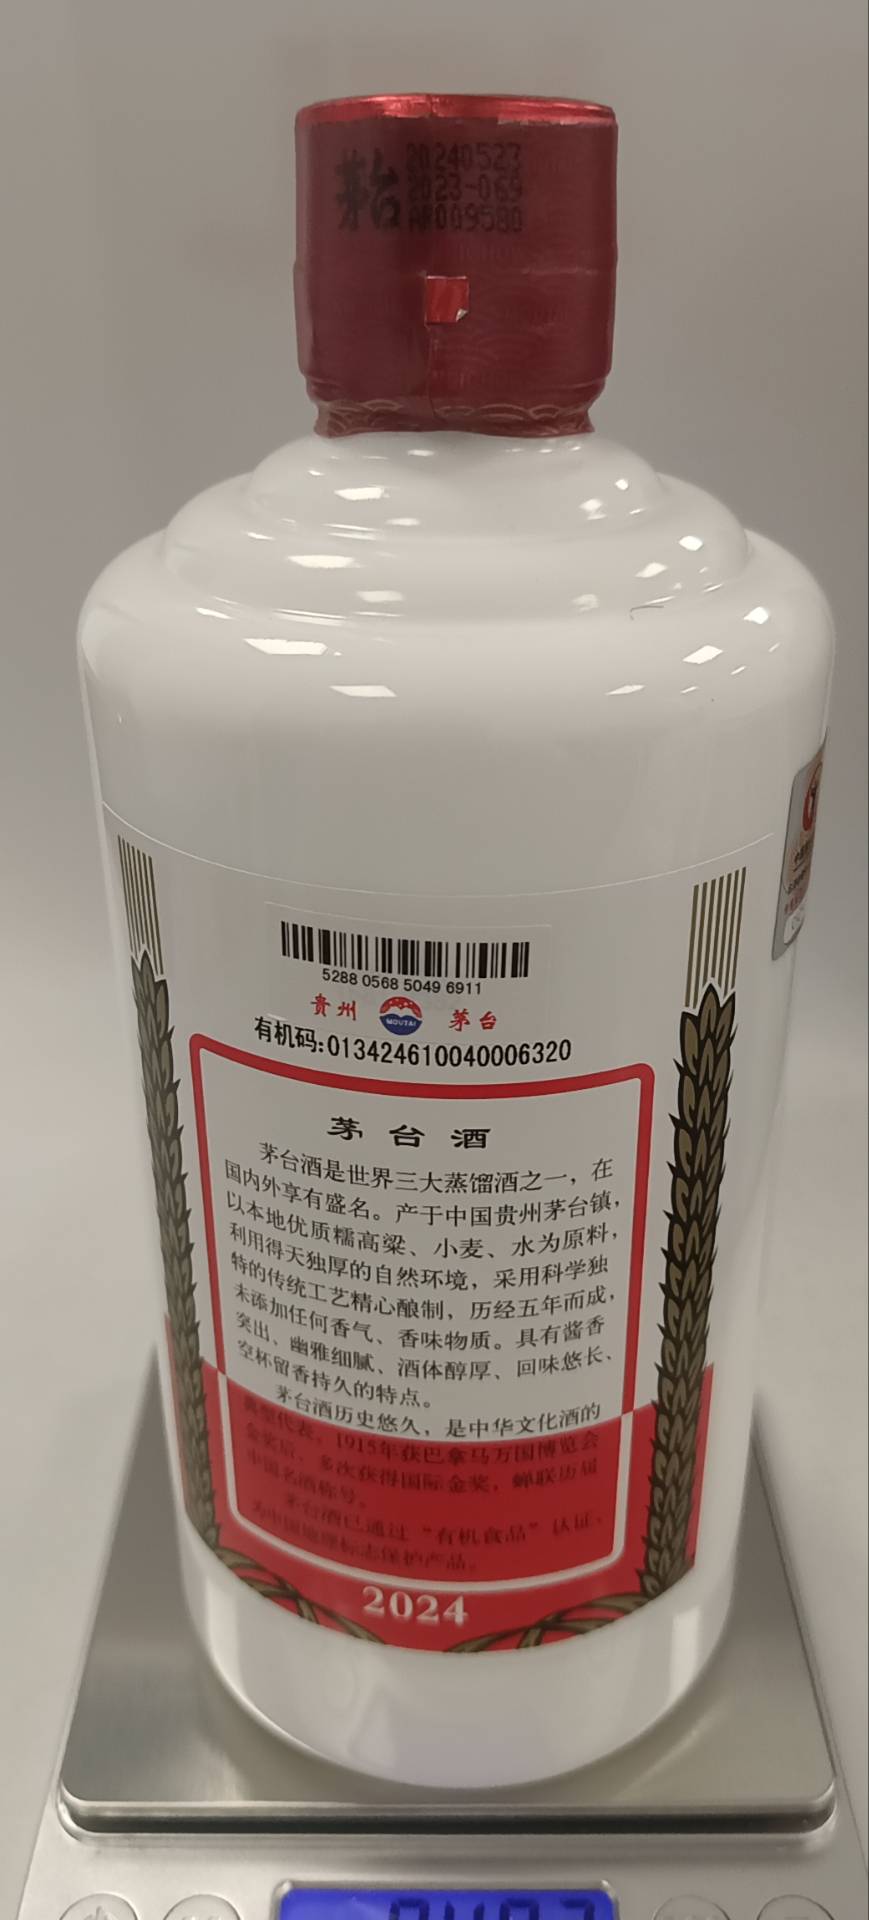 茅台
20240523
2023-069
AP009580
5288 0568 5049 6911
贵州
MOUTAI
茅台
有机码:013424610040006320
茅台酒
茅台酒是世界三大蒸馏酒之一，在
国内外享有盛名。产于中国贵州茅台镇，
以本地优质糯高粱、小麦、水为原料，
利用得天独厚的自然环境，采用科学独
特的传统工艺精心酿制，历经五年而成，
未添加任何香气、香味物质。具有酱香
突出、幽雅细腻、酒体醇厚、回味悠长、
空杯留香持久的特点。
茅台酒历史悠久，是中华文化酒的
典型代表。1915年获巴拿马万国博览会
金奖后，多次获得国际金奖，蝉联历届
中国名酒称号。
茅台酒已通过“有机食品”认证，
为中国地理标志保护产品。
2024